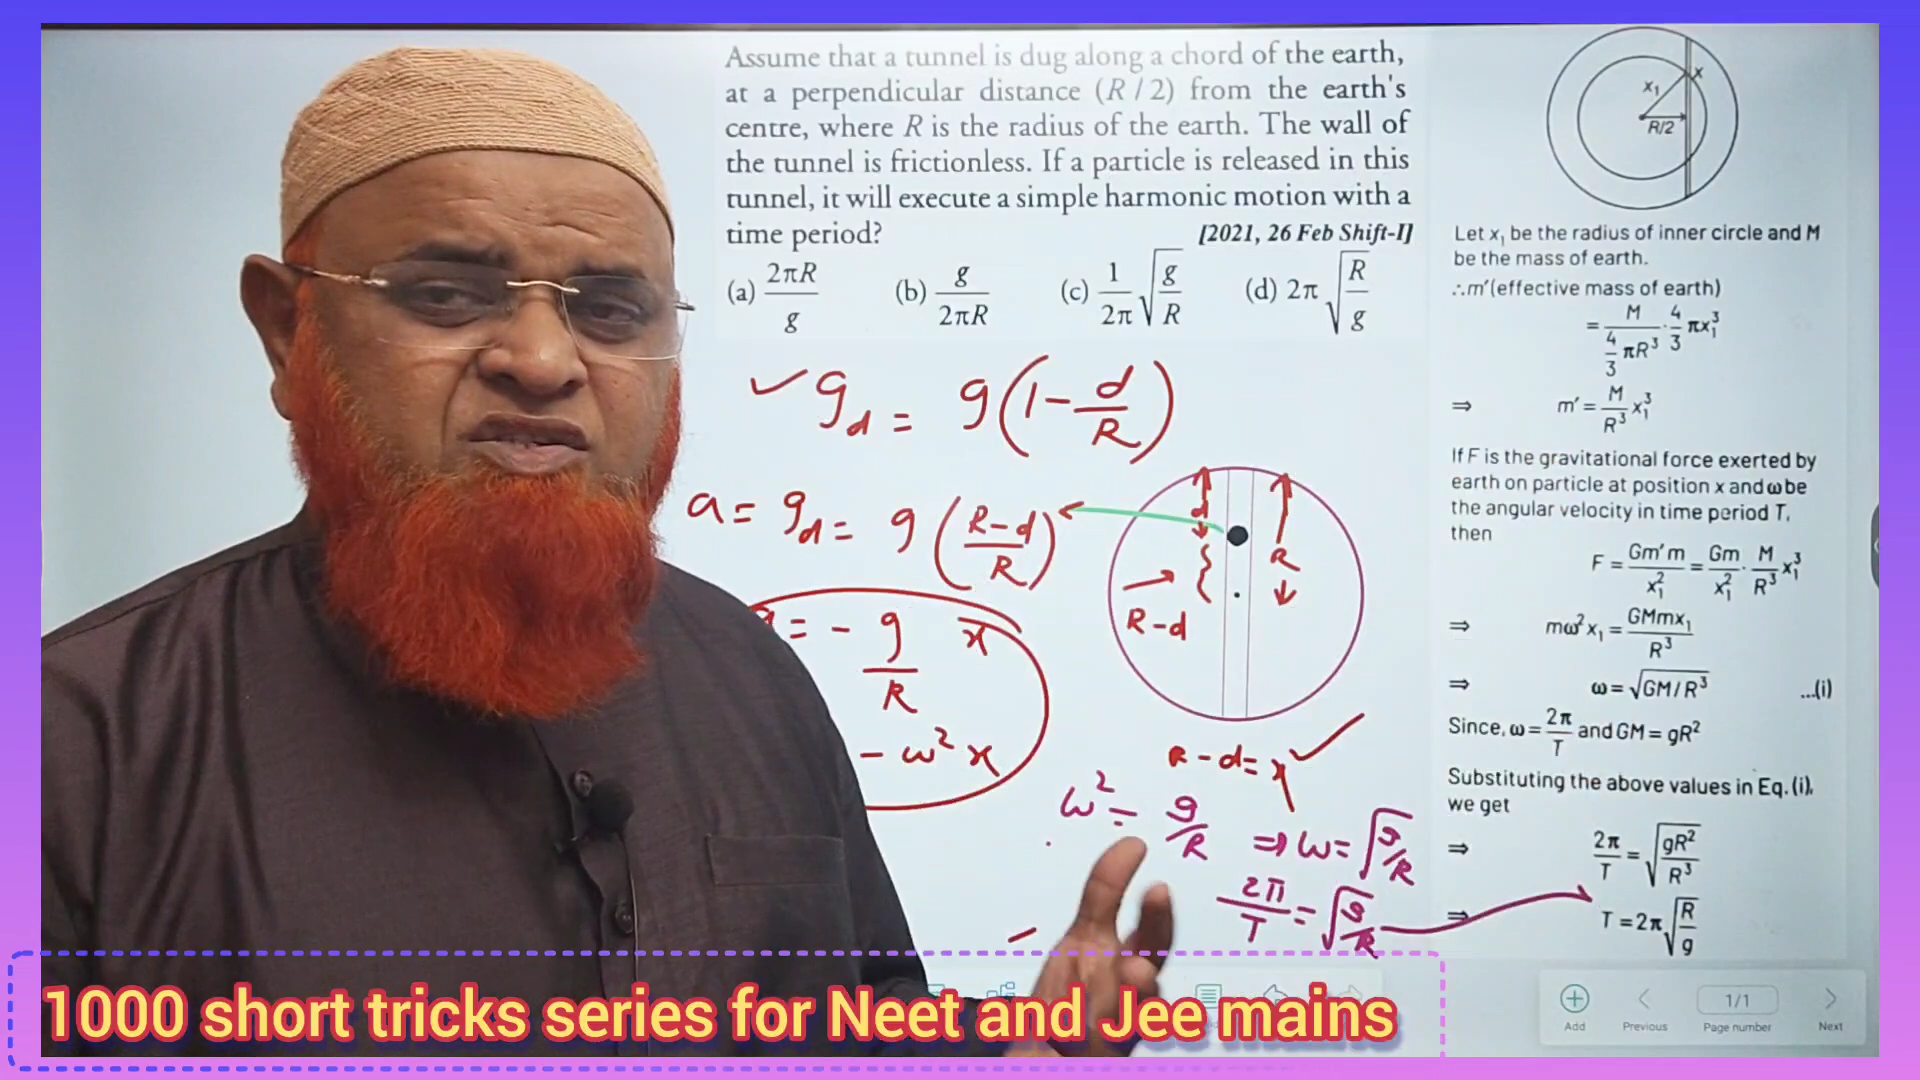 Assume that a tunnel is dug along a chord of the earth,
at a perpendicular distance (R / 2) from the earth's
centre, where R is the radius of the earth. The wall of
the tunnel is frictionless. If a particle is released in this
tunnel, it will execute a simple harmonic motion with a
time period? [2021, 26 Feb Shift-I]
(a) 2πR/g (b) g/2πR (c) 1/2π √g/R (d) 2π √R/g
✓ g_d = g(1 - d/R)
a = g_d = g(R-d/R)
= - g/R x
- ω² x
d
R
R-d
R-d=x
ω² = g/R ⇒ ω = √g/R
2π/T = √g/R
x₁
x
R/2
Let x₁ be the radius of inner circle and M
be the mass of earth.
∴ m' (effective mass of earth)
= M / 4/3 πR³ · 4/3 πx₁³
⇒ m' = M/R³ x₁³
If F is the gravitational force exerted by
earth on particle at position x and ω be
the angular velocity in time period T,
then
F = Gm'm/x₁² = Gm/x₁² · M/R³ x₁³
⇒ mω²x₁ = GMmx₁/R³
⇒ ω = √GM/R³ ...(i)
Since, ω = 2π/T and GM = gR²
Substituting the above values in Eq. (i),
we get
⇒ 2π/T = √gR²/R³
⇒ T = 2π √R/g
1000 short tricks series for Neet and Jee mains
1/1
Add Previous Page number Next